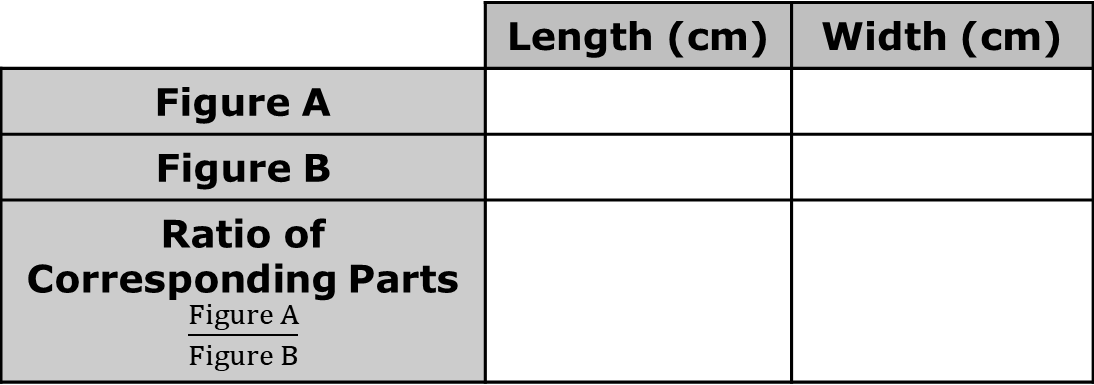 Length (cm) Width (cm)
Figure A
Figure B
Ratio of
Corresponding Parts
Figure A
Figure B